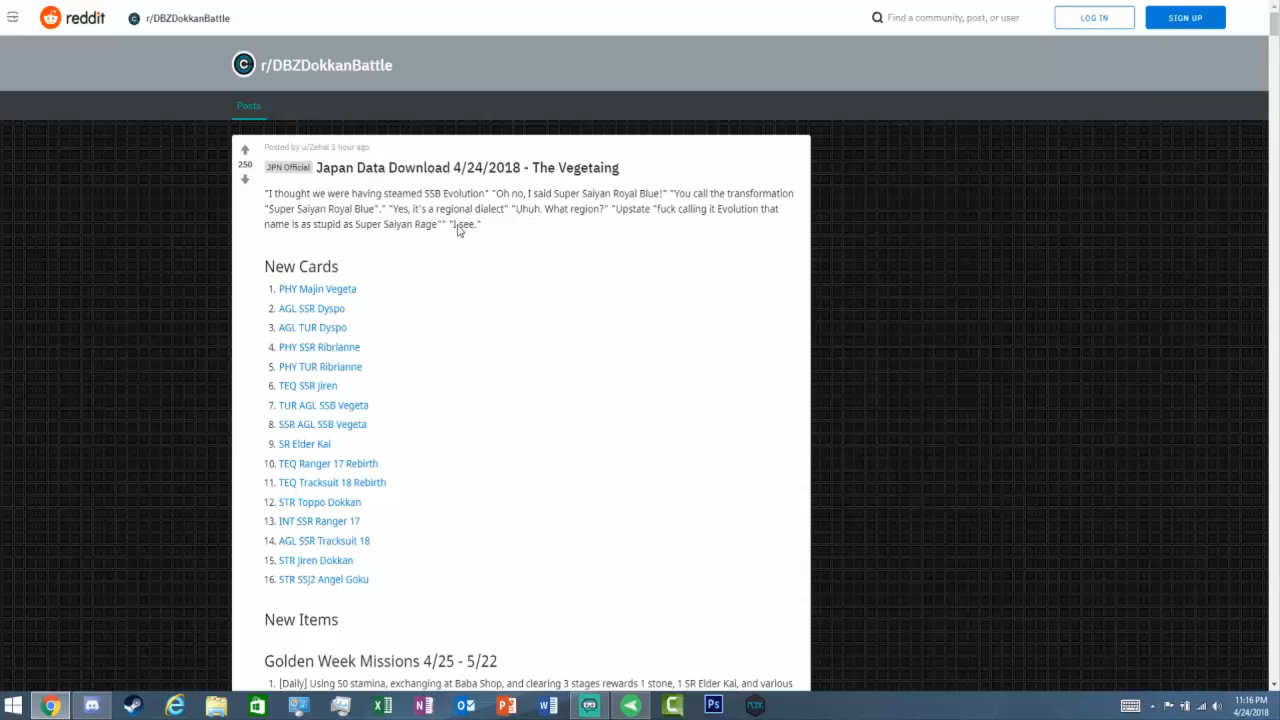 reddit
r/DBZDokkanBattle
Find a community, post, or user
LOG IN
SIGN UP
r/DBZDokkanBattle
Posts
Posted by u/Zehal 1 hour ago
250
JPN Official Japan Data Download 4/24/2018 - The Vegetaing
"I thought we were having steamed SSB Evolution" "Oh no, I said Super Saiyan Royal Blue!" "You call the transformation
"Super Saiyan Royal Blue"." "Yes, it's a regional dialect" "Uhuh. What region?" "Upstate "fuck calling it Evolution that
name is as stupid as Super Saiyan Rage"" "I see."
New Cards
1. PHY Majin Vegeta
2. AGL SSR Dyspo
3. AGL TUR Dyspo
4. PHY SSR Ribrianne
5. PHY TUR Ribrianne
6. TEQ SSR Jiren
7. TUR AGL SSB Vegeta
8. SSR AGL SSB Vegeta
9. SR Elder Kai
10. TEQ Ranger 17 Rebirth
11. TEQ Tracksuit 18 Rebirth
12. STR Toppo Dokkan
13. INT SSR Ranger 17
14. AGL SSR Tracksuit 18
15. STR Jiren Dokkan
16. STR SSJ2 Angel Goku
New Items
Golden Week Missions 4/25 - 5/22
1. [Daily] Using 50 stamina, exchanging at Baba Shop, and clearing 3 stages rewards 1 stone, 1 SR Elder Kai, and various
11:16 PM
4/24/2018